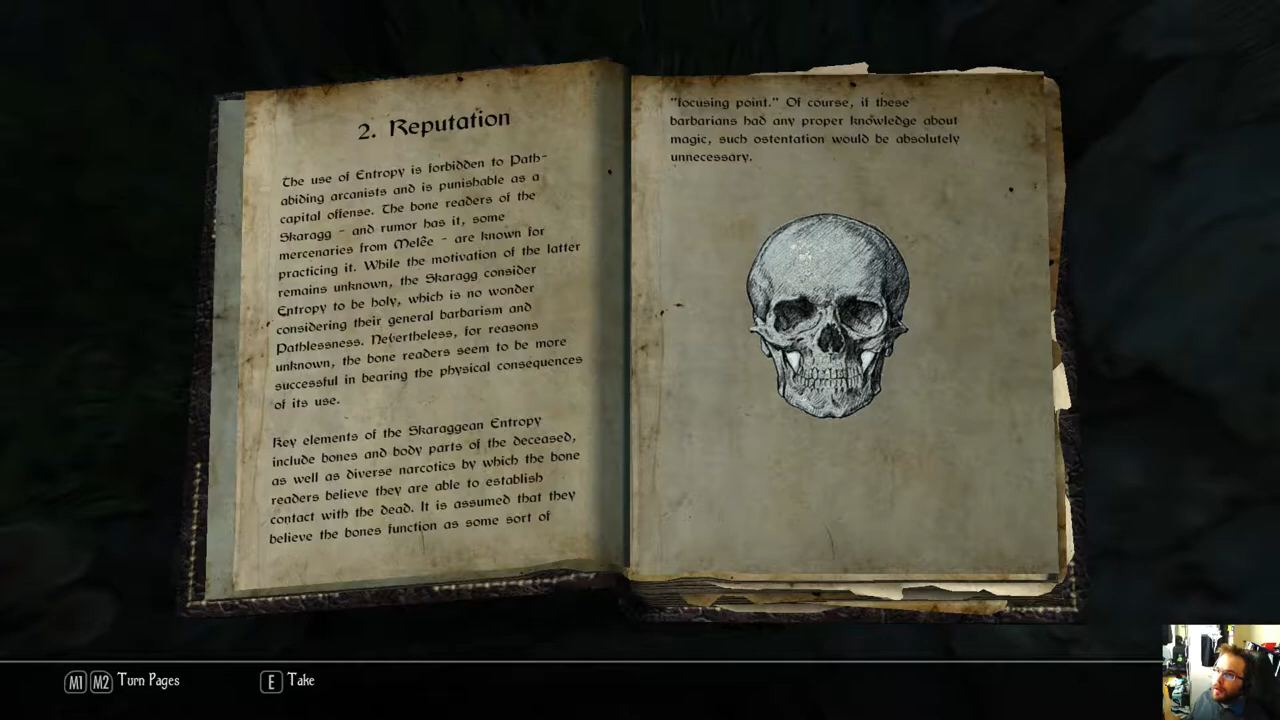 2. Reputation
The use of Entropy is forbidden to Path-
abiding arcanists and is punishable as a
capital offense. The bone readers of the
Skaragg - and rumor has it, some
mercenaries from Melêe - are known for
practicing it. While the motivation of the latter
remains unknown, the Skaragg consider
Entropy to be holy, which is no wonder
considering their general barbarism and
Pathlessness. Nevertheless, for reasons
unknown, the bone readers seem to be more
successful in bearing the physical consequences
of its use.
Key elements of the Skaraggean Entropy
include bones and body parts of the deceased,
as well as diverse narcotics by which the bone
readers believe they are able to establish
contact with the dead. It is assumed that they
believe the bones function as some sort of
"focusing point." Of course, if these
barbarians had any proper knowledge about
magic, such ostentation would be absolutely
unnecessary.
M1 M2 Turn Pages
E Take